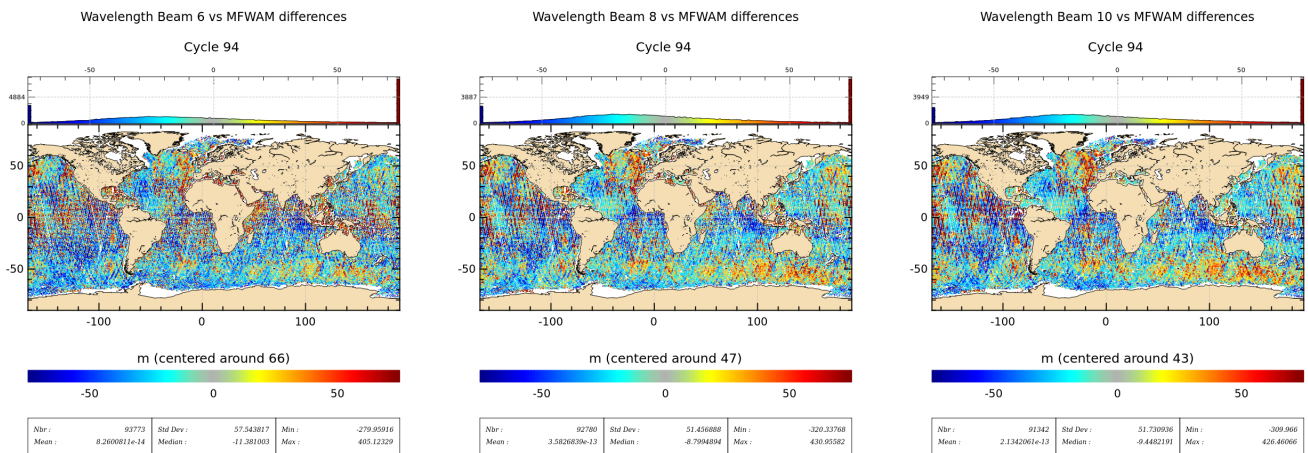 Wavelength Beam 6 vs MFWAM differences
Cycle 94
-50 0 50
4884
0
50
0
-50
-100 0 100
m (centered around 66)
-50 0 50
Nbr : 93773 Std Dev : 57.543817 Min : -279.95916
Mean : 8.2600811e-14 Median : -11.381003 Max : 405.12329
Wavelength Beam 8 vs MFWAM differences
Cycle 94
-50 0 50
3887
0
50
0
-50
-100 0 100
m (centered around 47)
-50 0 50
Nbr : 92780 Std Dev : 51.456888 Min : -320.33768
Mean : 3.5826839e-13 Median : -8.7994894 Max : 430.95582
Wavelength Beam 10 vs MFWAM differences
Cycle 94
-50 0 50
3949
0
50
0
-50
-100 0 100
m (centered around 43)
-50 0 50
Nbr : 91342 Std Dev : 51.730936 Min : -309.966
Mean : 2.1342061e-13 Median : -9.4482191 Max : 426.46066